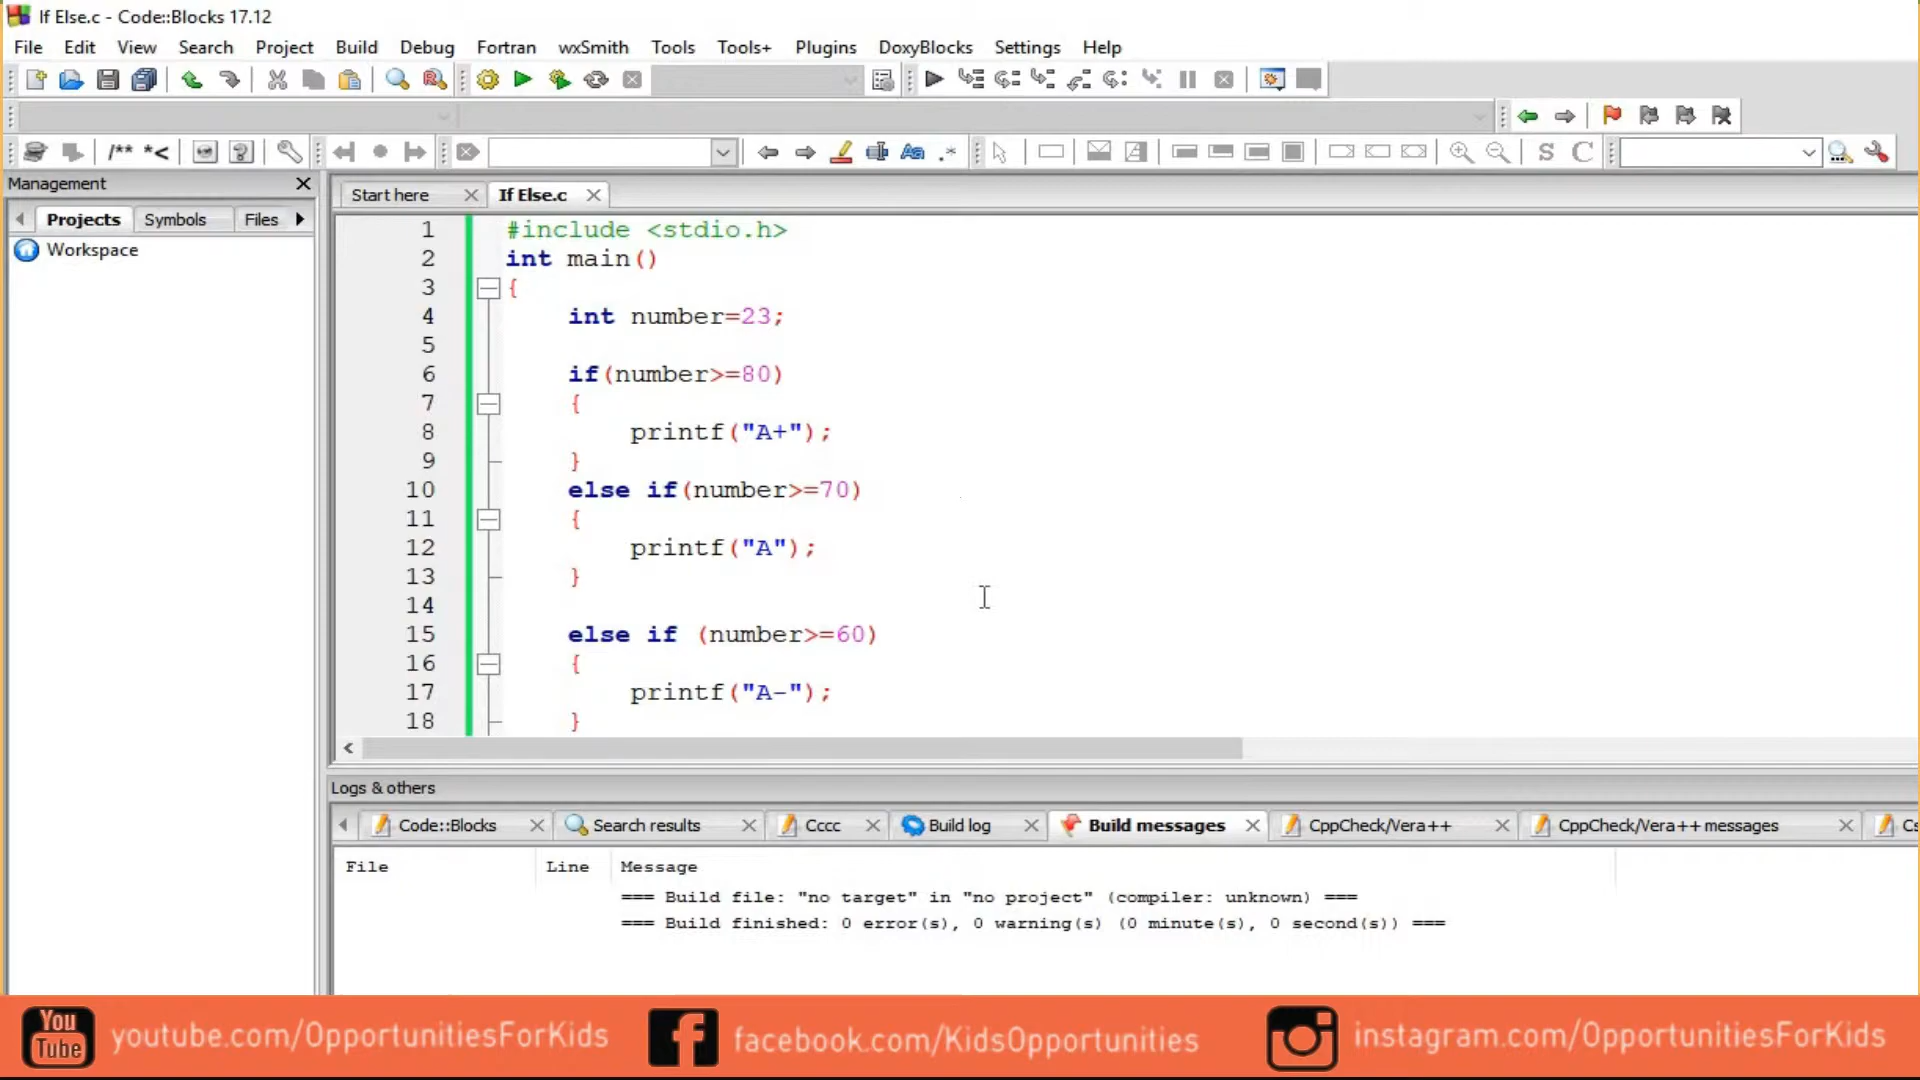 If Else.c - Code::Blocks 17.12
File Edit View Search Project Build Debug Fortran wxSmith Tools Tools+ Plugins DoxyBlocks Settings Help
/** *< Aa .* S C
Management
Start here If Else.c
Projects Symbols Files
Workspace
1 #include <stdio.h>
2 int main()
3 {
4 int number=23;
5
6 if(number>=80)
7 {
8 printf("A+");
9 }
10 else if(number>=70)
11 {
12 printf("A");
13 }
14
15 else if (number>=60)
16 {
17 printf("A-");
18 }
Logs & others
Code::Blocks Search results Cccc Build log Build messages CppCheck/Vera++ CppCheck/Vera++ messages
File Line Message
=== Build file: "no target" in "no project" (compiler: unknown) ===
=== Build finished: 0 error(s), 0 warning(s) (0 minute(s), 0 second(s)) ===
You Tube youtube.com/OpportunitiesForKids facebook.com/KidsOpportunities instagram.com/OpportunitiesForKids